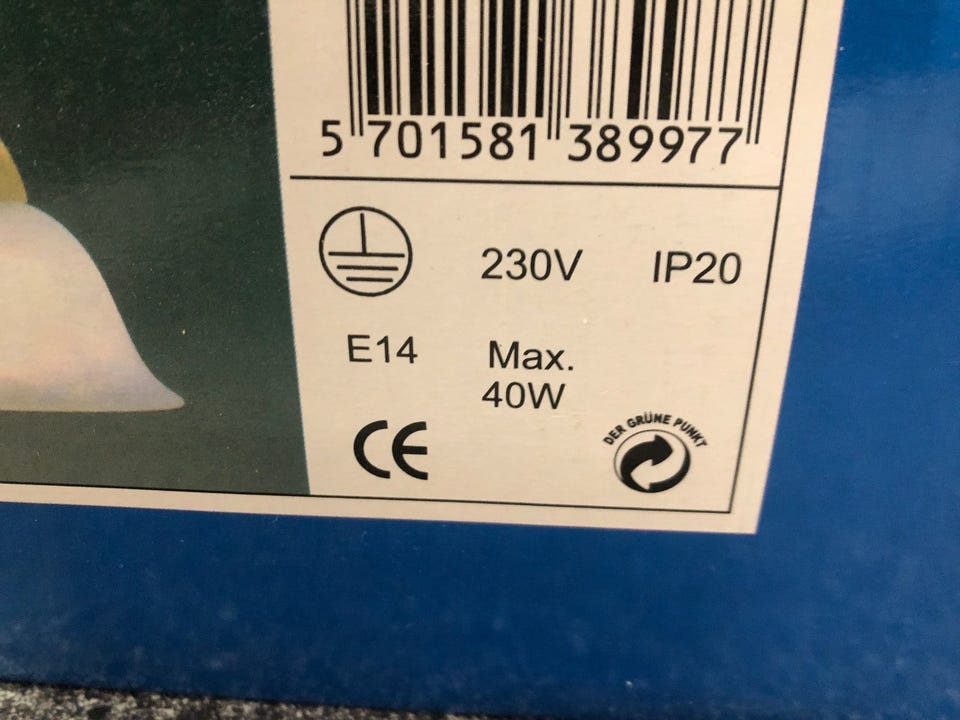 5 701581 389977
230V IP20
E14 Max.
40W
CE
DER GRÜNE PUNKT